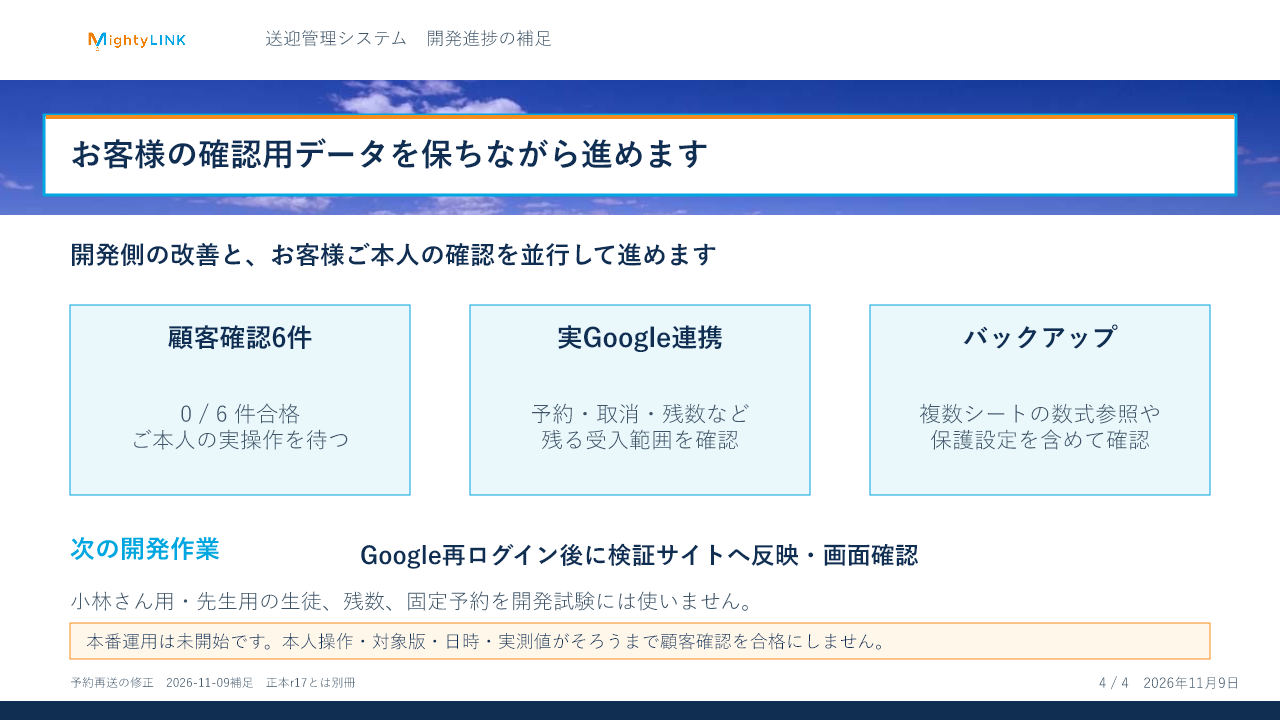 MightyLINK
送迎管理システム　開発進捗の補足
お客様の確認用データを保ちながら進めます
開発側の改善と、お客様ご本人の確認を並行して進めます
顧客確認6件
0 / 6 件合格
ご本人の実操作を待つ
実Google連携
予約・取消・残数など
残る受入範囲を確認
バックアップ
複数シートの数式参照や
保護設定を含めて確認
次の開発作業
Google再ログイン後に検証サイトへ反映・画面確認
小林さん用・先生用の生徒、残数、固定予約を開発試験には使いません。
本番運用は未開始です。本人操作・対象版・日時・実測値がそろうまで顧客確認を合格にしません。
予約再送の修正　2026-11-09補足　正本r17とは別冊
4 / 4　2026年11月9日